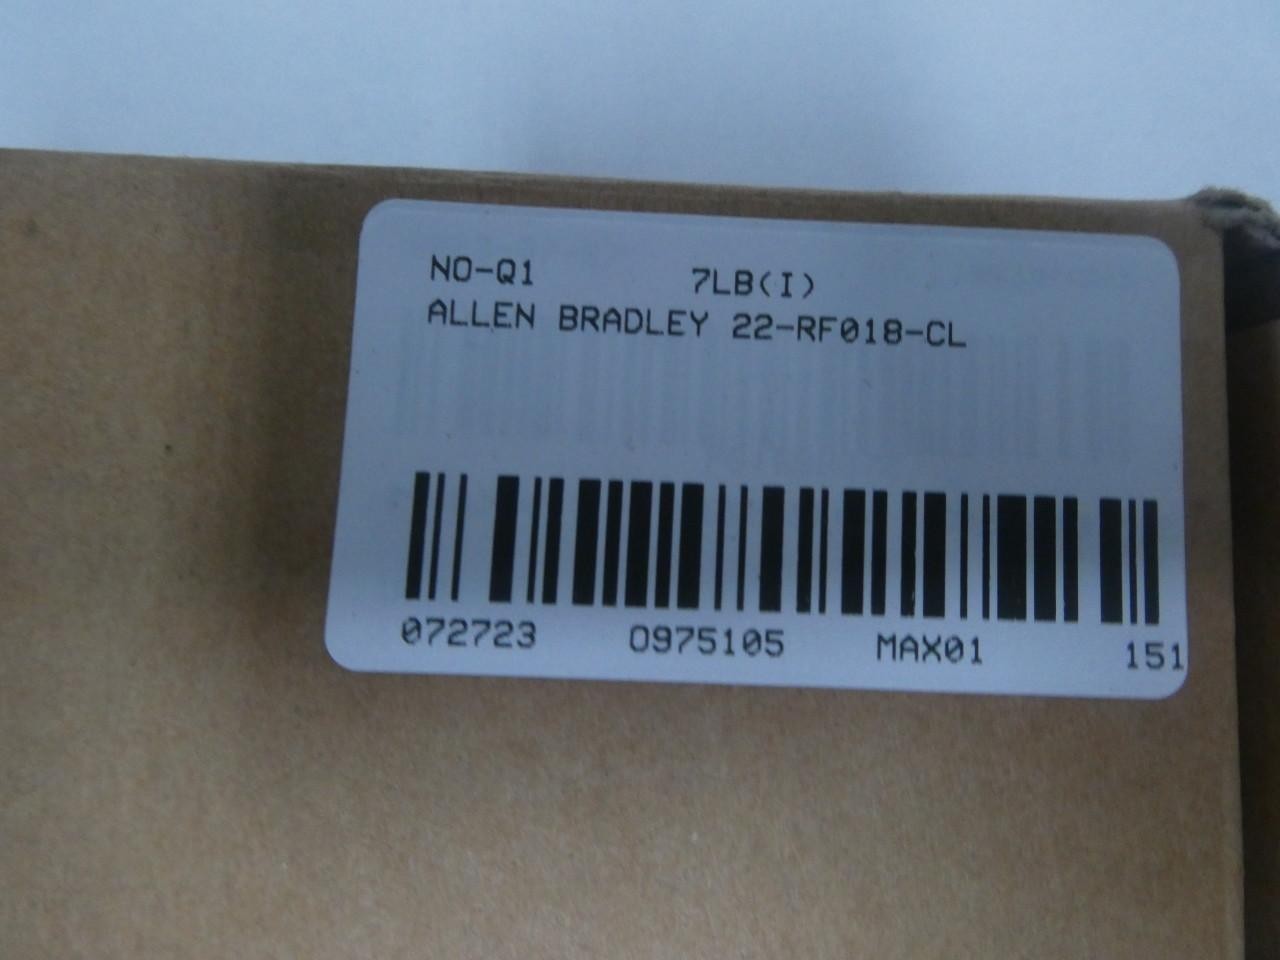 NO-Q1 7LB(I)
ALLEN BRADLEY 22-RF018-CL
072723 0975105 MAX01 151